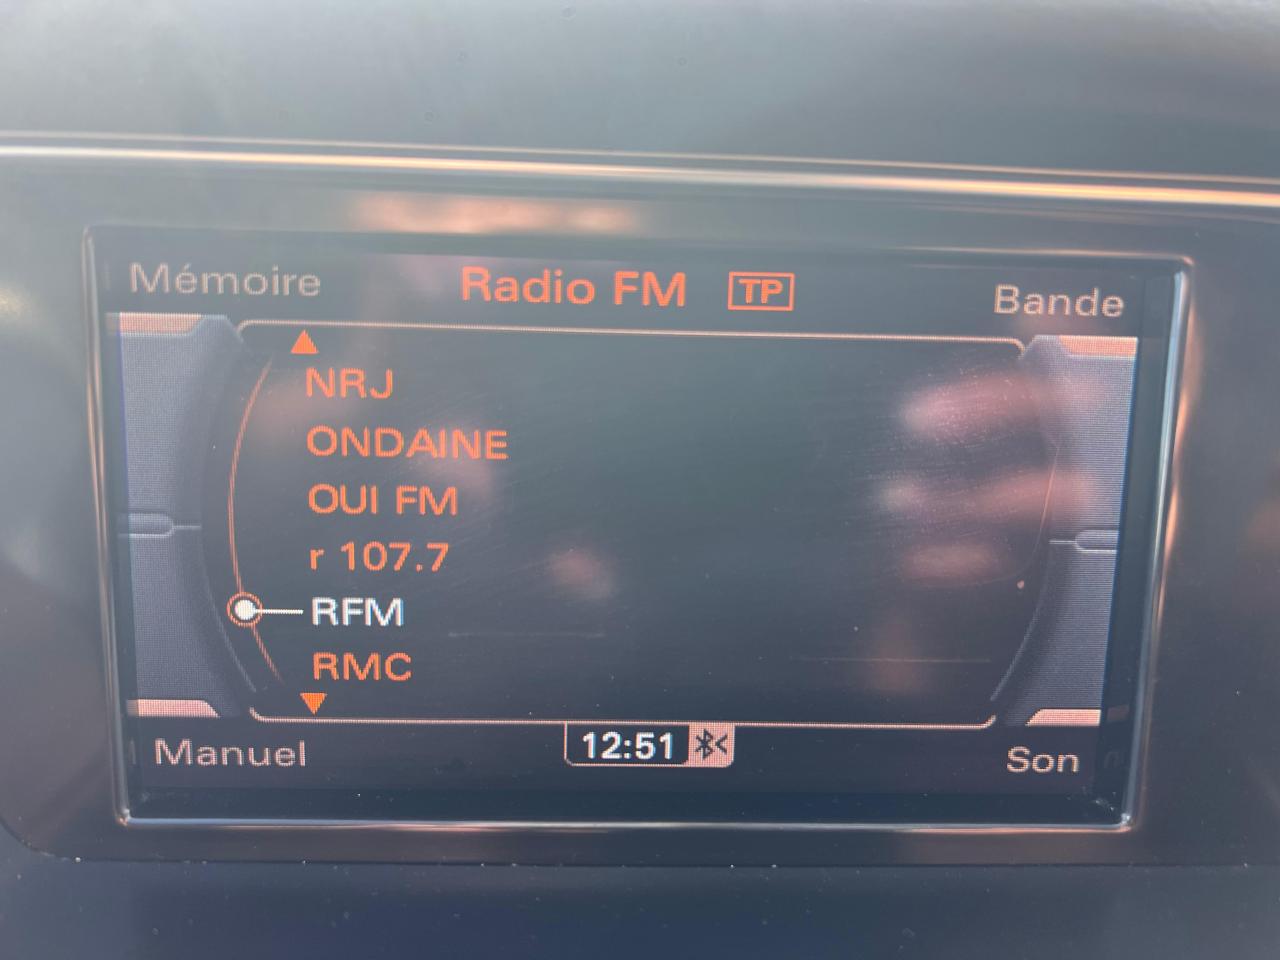 Mémoire Radio FM TP Bande
NRJ
ONDAINE
OUI FM
r 107.7
RFM
RMC
Manuel 12:51 Son